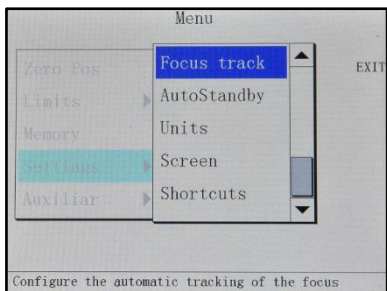 Menu
Zero Pos
Limits
Memory
Settings
Auxiliar
Focus track
AutoStandby
Units
Screen
Shortcuts
EXIT
Configure the automatic tracking of the focus